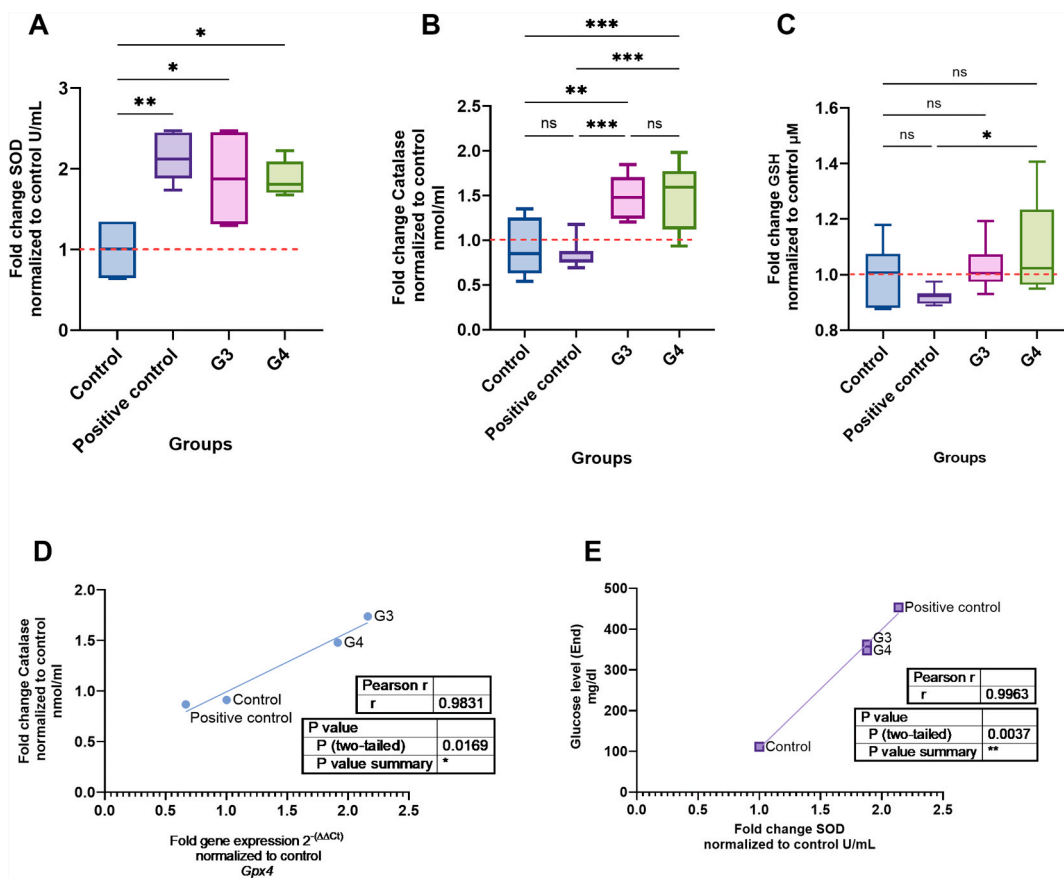 A
Fold change SOD
normalized to control U/mL
*
*
**
3
2
1
0
Control
Positive control
G3
G4
Groups
B
Fold change Catalase
normalized to control
nmol/ml
***
***
**
ns
***
ns
2.5
2.0
1.5
1.0
0.5
0.0
Control
Positive control
G3
G4
Groups
C
Fold change GSH
normalized to control µM
ns
ns
ns
*
1.6
1.4
1.2
1.0
0.8
Control
Positive control
G3
G4
Groups
D
Fold change Catalase
normalized to control
nmol/ml
2.0
1.5
1.0
0.5
0.0
G3
G4
Control
Positive control
Pearson r
r 0.9831
P value
P (two-tailed) 0.0169
P value summary *
0.0 0.5 1.0 1.5 2.0 2.5
Fold gene expression 2^-(ΔΔCt)
normalized to control
Gpx4
E
Glucose level (End)
mg/dl
500
400
300
200
100
0
Positive control
G3
G4
Control
Pearson r
r 0.9963
P value
P (two-tailed) 0.0037
P value summary **
0.0 0.5 1.0 1.5 2.0 2.5
Fold change SOD
normalized to control U/mL